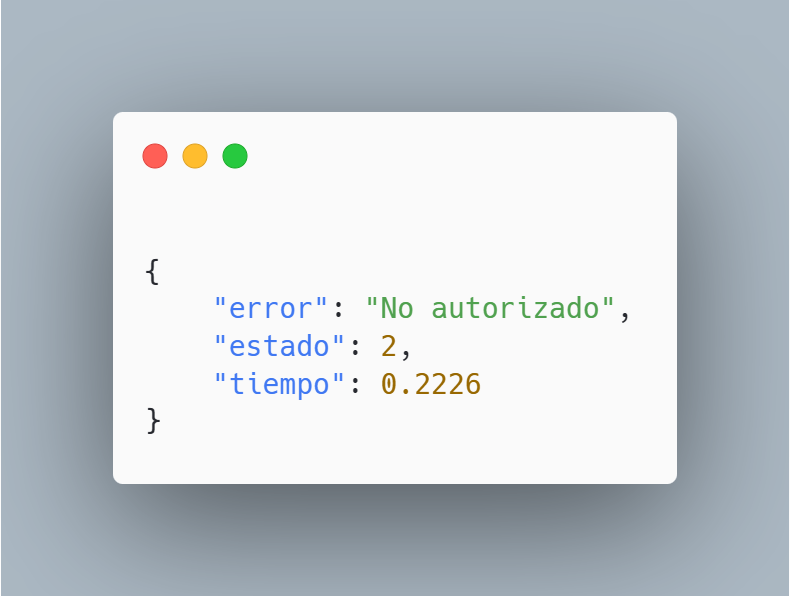 {
    "error": "No autorizado",
    "estado": 2,
    "tiempo": 0.2226
}